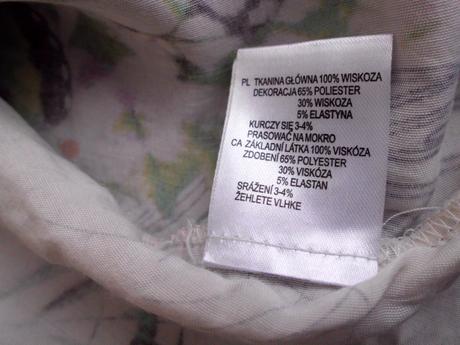 PL TKANINA GŁÓWNA 100% WISKOZA
DEKORACJA 65% POLIESTER
30% WISKOZA
5% ELASTYNA
KURCZY SIĘ 3-4%
PRASOWAĆ NA MOKRO
CA ZÁKLADNÍ LÁTKA 100% VISKÓZA
ZDOBENÍ 65% POLYESTER
30% VISKÓZA
5% ELASTAN
SRÁŽENÍ 3-4%
ŽEHLETE VLHKE